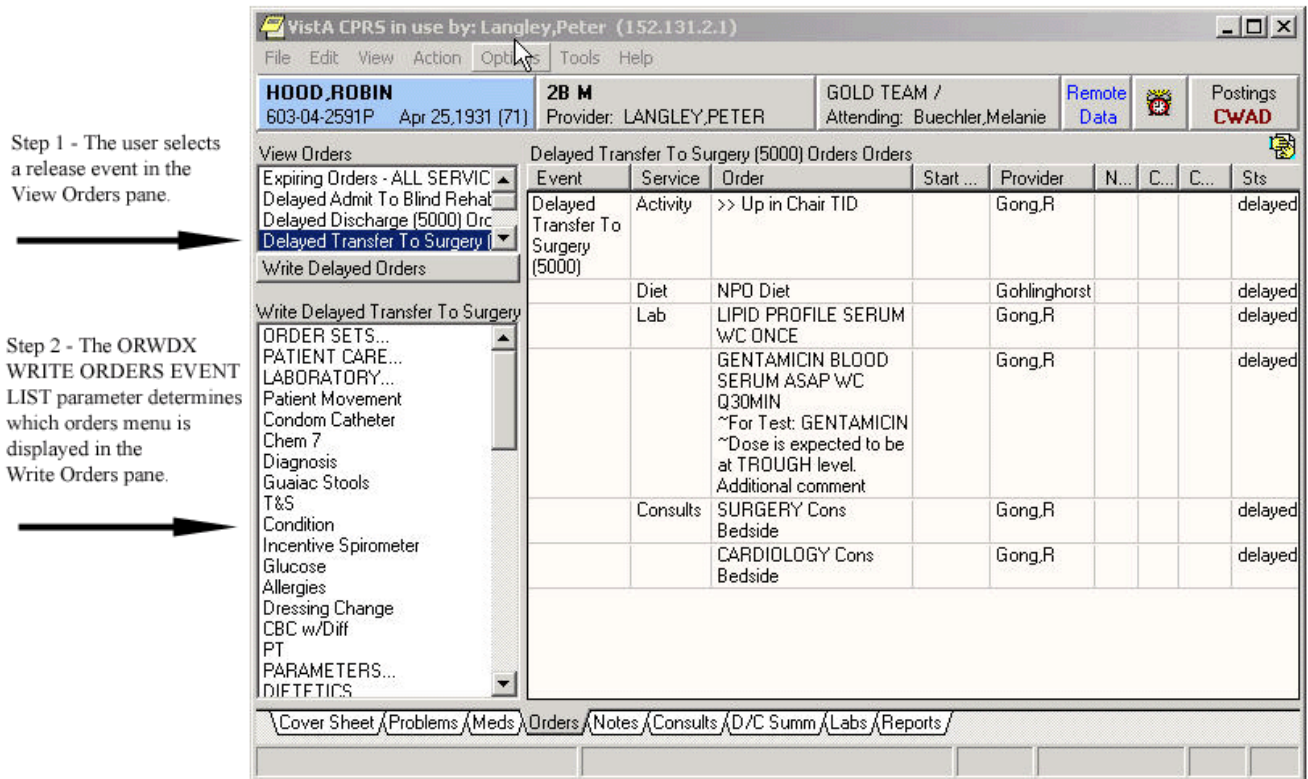 VistA CPRS in use by: Langley,Peter (152.131.2.1)
File Edit View Action Options Tools Help
HOOD,ROBIN
603-04-2591P Apr 25,1931 (71)
2B M
Provider: LANGLEY,PETER
GOLD TEAM /
Attending: Buechler,Melanie
Remote
Data
Postings
CWAD
Step 1 - The user selects
a release event in the
View Orders pane.
View Orders
Expiring Orders - ALL SERVIC
Delayed Admit To Blind Rehab
Delayed Discharge (5000) Orc
Delayed Transfer To Surgery (
Write Delayed Orders
Step 2 - The ORWDX
WRITE ORDERS EVENT
LIST parameter determines
which orders menu is
displayed in the
Write Orders pane.
Write Delayed Transfer To Surgery
ORDER SETS...
PATIENT CARE...
LABORATORY...
Patient Movement
Condom Catheter
Chem 7
Diagnosis
Guaiac Stools
T&S
Condition
Incentive Spirometer
Glucose
Allergies
Dressing Change
CBC w/Diff
PT
PARAMETERS...
DIETETICS
Delayed Transfer To Surgery (5000) Orders Orders
Event Service Order Start ... Provider N... C... C... Sts
Delayed Activity >> Up in Chair TID Gong,R delayed
Transfer To
Surgery
(5000)
Diet NPO Diet Gohlinghorst delayed
Lab LIPID PROFILE SERUM Gong,R delayed
WC ONCE
GENTAMICIN BLOOD Gong,R delayed
SERUM ASAP WC
Q30MIN
~For Test: GENTAMICIN
~Dose is expected to be
at TROUGH level.
Additional comment
Consults SURGERY Cons Gong,R delayed
Bedside
CARDIOLOGY Cons Gong,R delayed
Bedside
Cover Sheet Problems Meds Orders Notes Consults D/C Summ Labs Reports